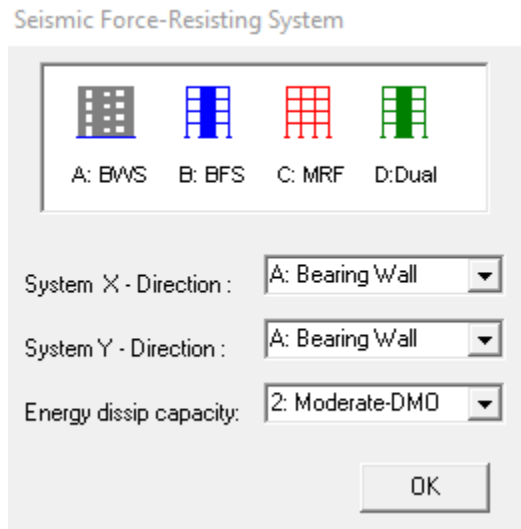 Seismic Force-Resisting System
A: BWS B: BFS C: MRF D:Dual
System X - Direction : A: Bearing Wall
System Y - Direction : A: Bearing Wall
Energy dissip capacity: 2: Moderate-DMO
OK